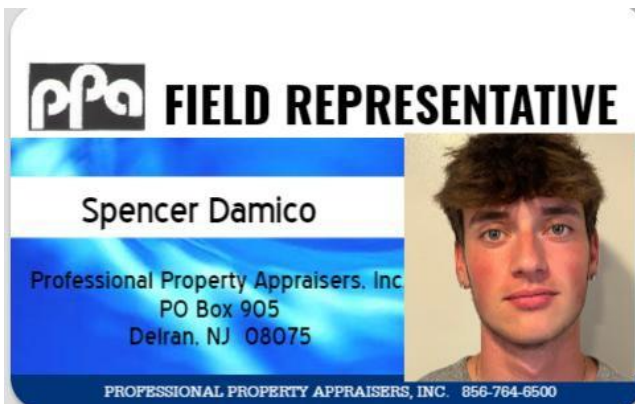 ppa FIELD REPRESENTATIVE
Spencer Damico
Professional Property Appraisers, Inc
PO Box 905
Delran, NJ 08075
PROFESSIONAL PROPERTY APPRAISERS, INC. 856-764-6500